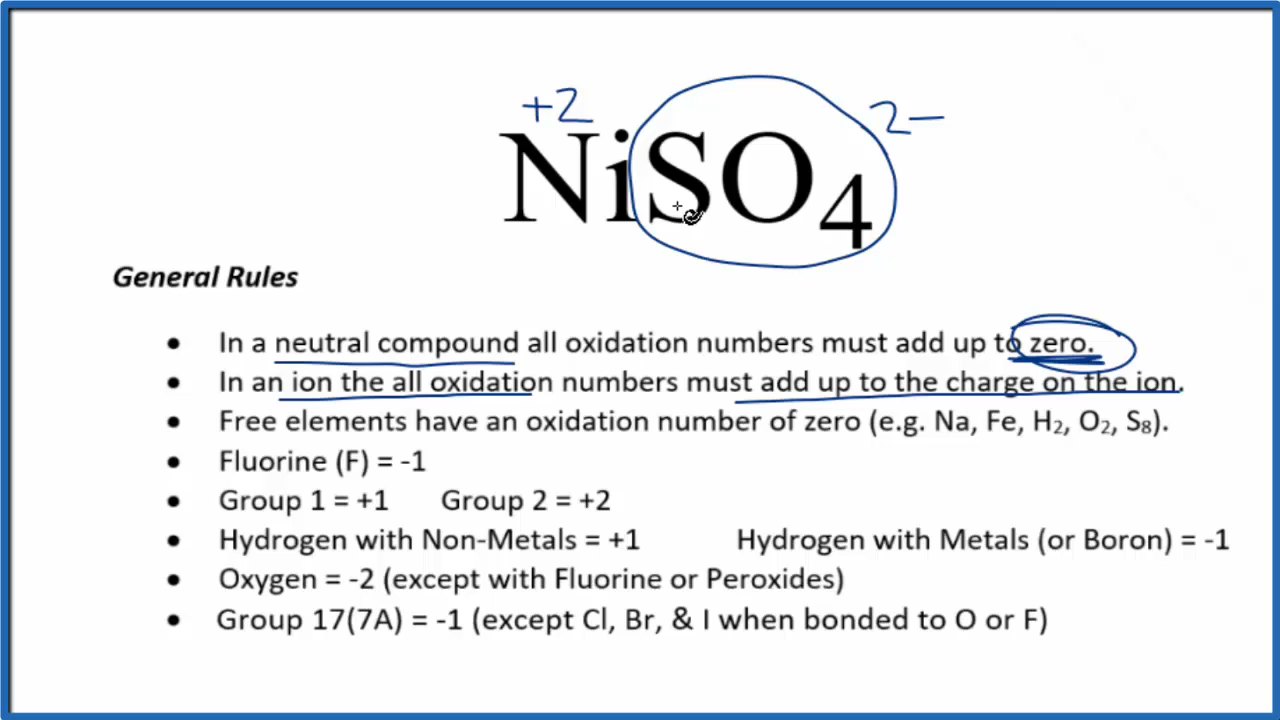 +2 2-
NiSO₄
General Rules
• In a neutral compound all oxidation numbers must add up to zero.
• In an ion the all oxidation numbers must add up to the charge on the ion.
• Free elements have an oxidation number of zero (e.g. Na, Fe, H₂, O₂, S₈).
• Fluorine (F) = -1
• Group 1 = +1 Group 2 = +2
• Hydrogen with Non-Metals = +1 Hydrogen with Metals (or Boron) = -1
• Oxygen = -2 (except with Fluorine or Peroxides)
• Group 17(7A) = -1 (except Cl, Br, & I when bonded to O or F)